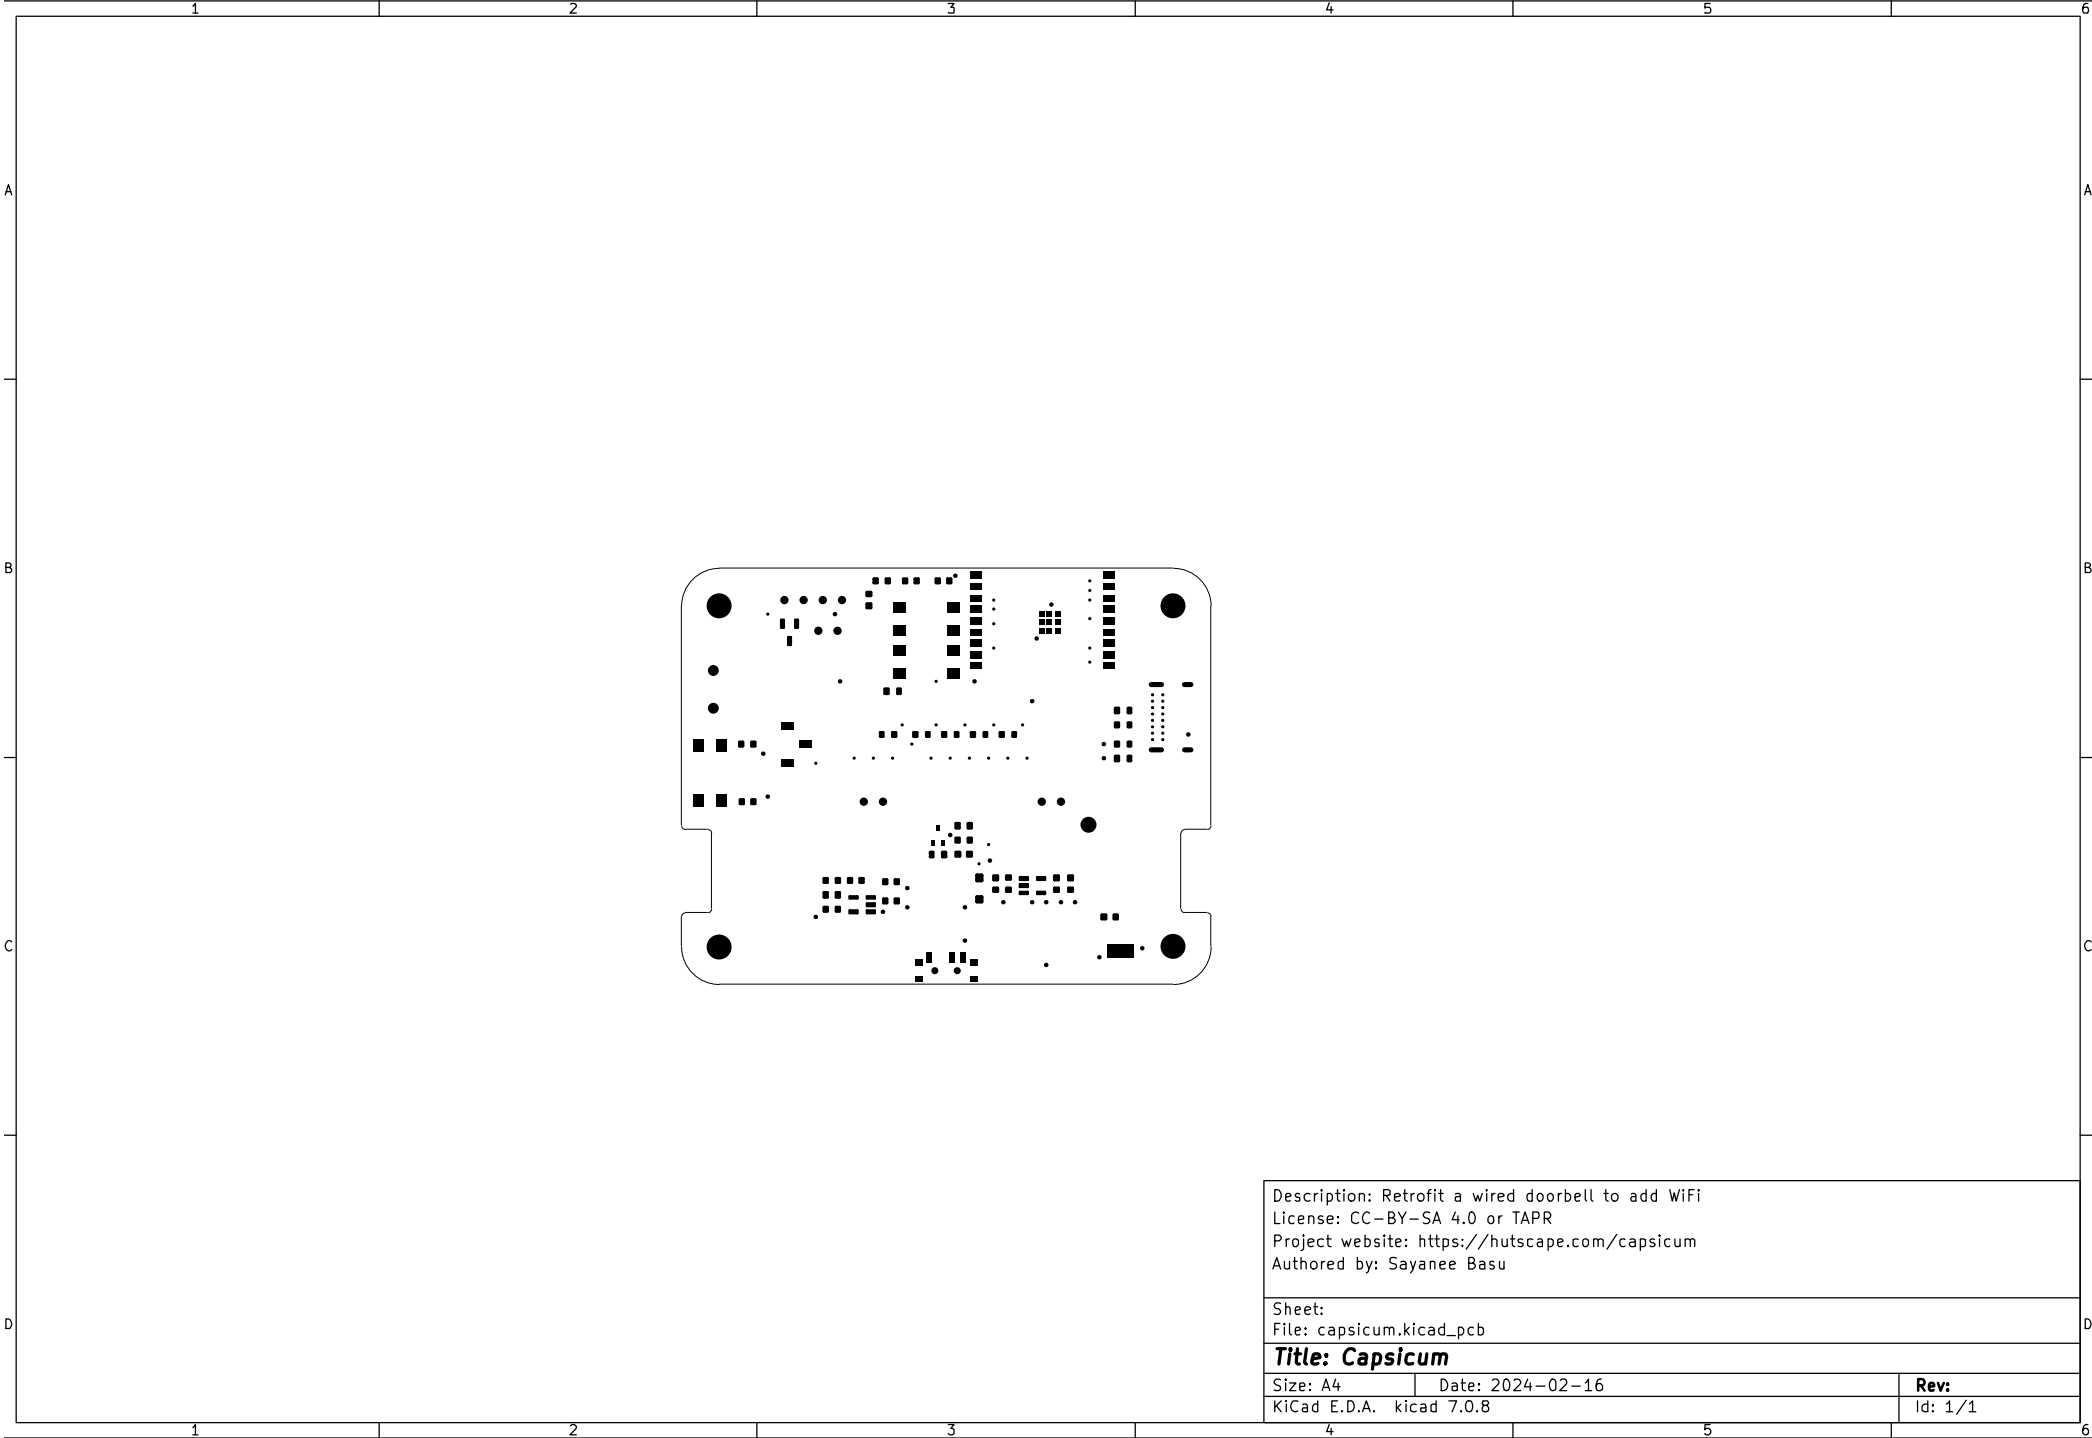 1 2 3 4 5 6
A A
B B
C C
Description: Retrofit a wired doorbell to add WiFi
License: CC-BY-SA 4.0 or TAPR
Project website: https://hutscape.com/capsicum
Authored by: Sayanee Basu
Sheet:
D D
File: capsicum.kicad_pcb
Title: Capsicum
Size: A4 Date: 2024-02-16 Rev:
KiCad E.D.A. kicad 7.0.8 Id: 1/1
1 2 3 4 5 6